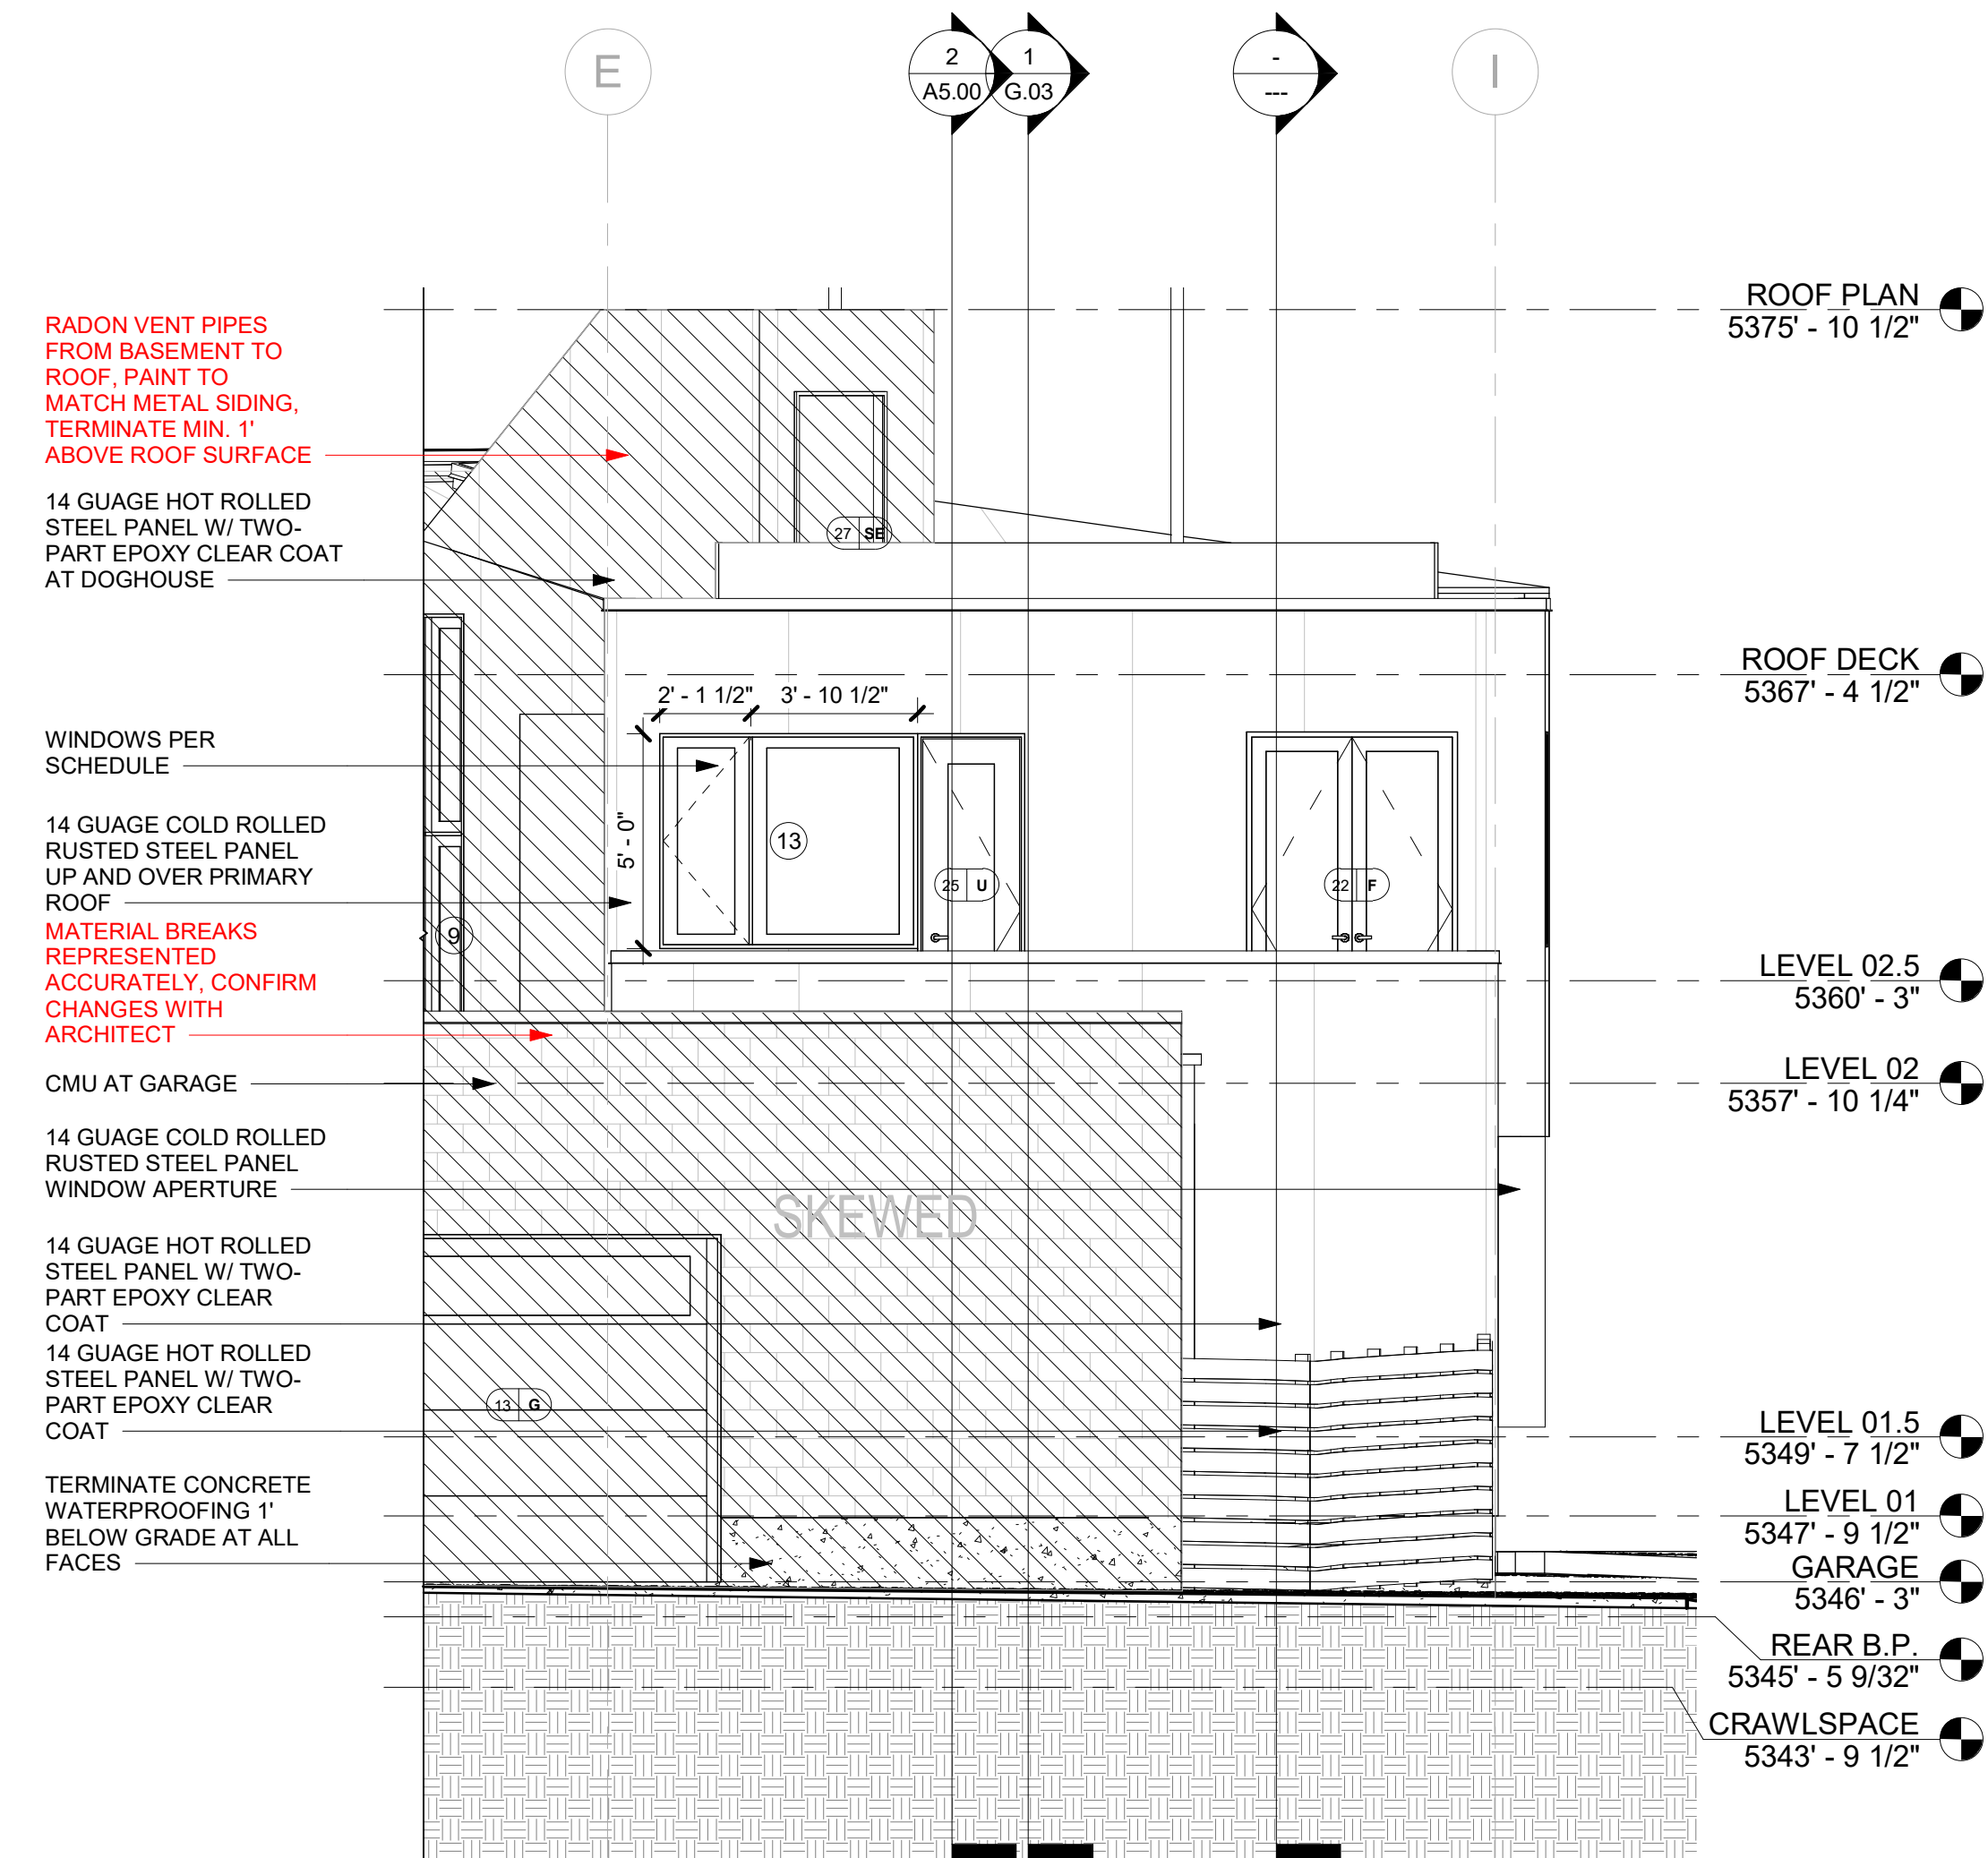 E
2
A5.00
1
G.03
-
---
I
RADON VENT PIPES
FROM BASEMENT TO
ROOF, PAINT TO
MATCH METAL SIDING,
TERMINATE MIN. 1'
ABOVE ROOF SURFACE
14 GUAGE HOT ROLLED
STEEL PANEL W/ TWO-
PART EPOXY CLEAR COAT
AT DOGHOUSE
WINDOWS PER
SCHEDULE
14 GUAGE COLD ROLLED
RUSTED STEEL PANEL
UP AND OVER PRIMARY
ROOF
MATERIAL BREAKS
REPRESENTED
ACCURATELY, CONFIRM
CHANGES WITH
ARCHITECT
CMU AT GARAGE
14 GUAGE COLD ROLLED
RUSTED STEEL PANEL
WINDOW APERTURE
14 GUAGE HOT ROLLED
STEEL PANEL W/ TWO-
PART EPOXY CLEAR
COAT
14 GUAGE HOT ROLLED
STEEL PANEL W/ TWO-
PART EPOXY CLEAR
COAT
TERMINATE CONCRETE
WATERPROOFING 1'
BELOW GRADE AT ALL
FACES
27 SE
2' - 1 1/2" 3' - 10 1/2"
5' - 0"
13
25 U
22 F
9
SKEWED
13 G
ROOF PLAN
5375' - 10 1/2"
ROOF DECK
5367' - 4 1/2"
LEVEL 02.5
5360' - 3"
LEVEL 02
5357' - 10 1/4"
LEVEL 01.5
5349' - 7 1/2"
LEVEL 01
5347' - 9 1/2"
GARAGE
5346' - 3"
REAR B.P.
5345' - 5 9/32"
CRAWLSPACE
5343' - 9 1/2"